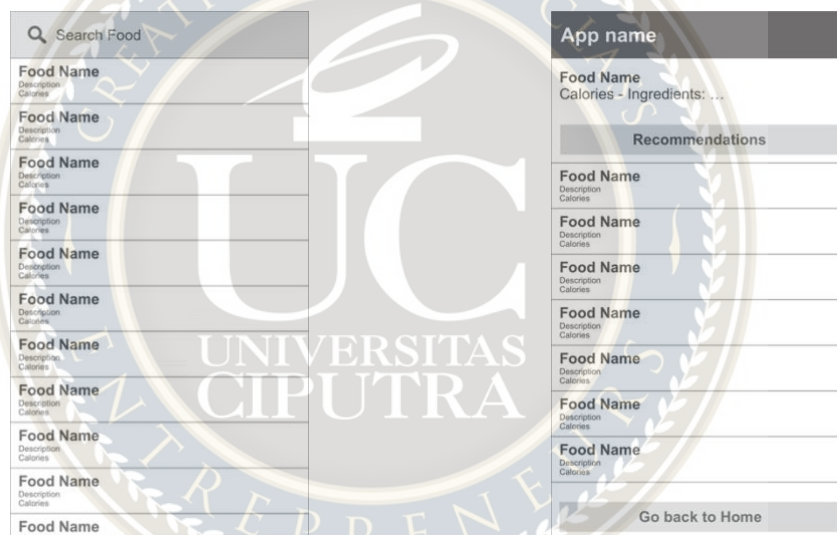 Search Food
Food Name
Description
Calories
Food Name
Description
Calories
Food Name
Description
Calories
Food Name
Description
Calories
Food Name
Description
Calories
Food Name
Description
Calories
Food Name
Description
Calories
Food Name
Description
Calories
Food Name
Description
Calories
Food Name
Description
Calories
Food Name
UC
UNIVERSITAS
CIPUTRA
App name
Food Name
Calories - Ingredients: ...
Recommendations
Food Name
Description
Calories
Food Name
Description
Calories
Food Name
Description
Calories
Food Name
Description
Calories
Food Name
Description
Calories
Food Name
Description
Calories
Food Name
Description
Calories
Go back to Home